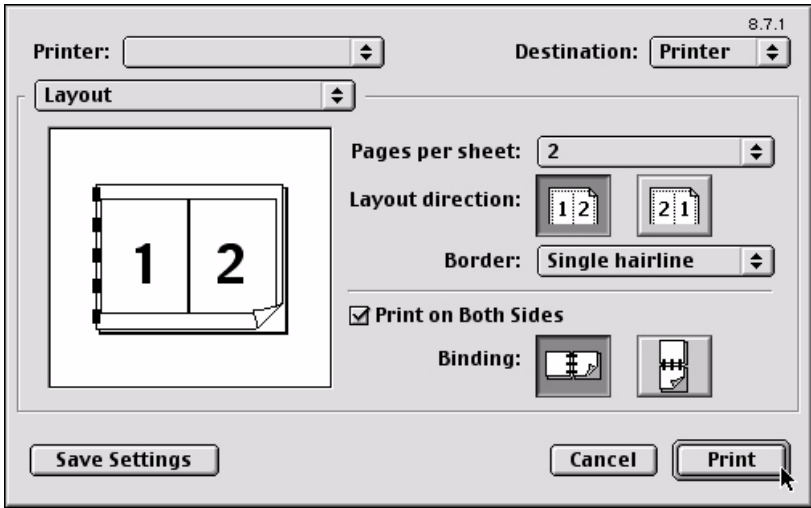 8.7.1
Printer: Destination: Printer
Layout
Pages per sheet: 2
Layout direction: 1 2 2 1
1 2
Border: Single hairline
Print on Both Sides
Binding:
Save Settings Cancel Print